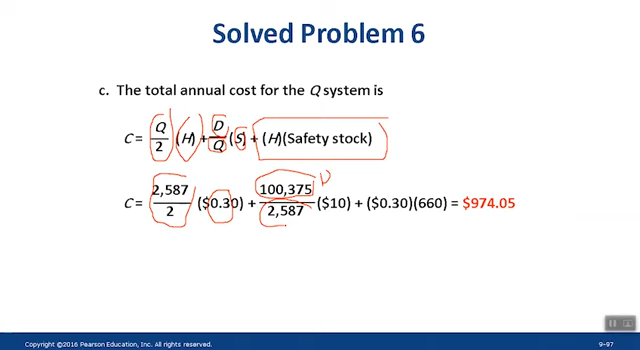 Solved Problem 6
c. The total annual cost for the Q system is
C = Q/2 (H) + D/Q (S) + (H)(Safety stock)
D
C = 2,587/2 ($0.30) + 100,375/2,587 ($10) + ($0.30)(660) = $974.05
Copyright ©2016 Pearson Education, Inc. All rights reserved.
9-97